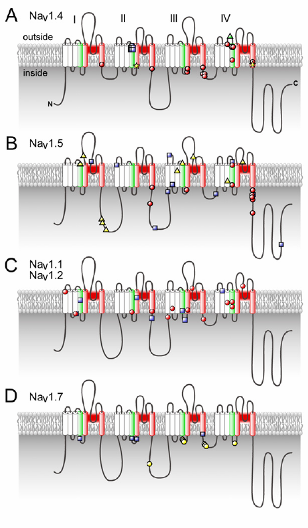 A Naᵥ1.4 I II III IV
outside
inside
N C
B Naᵥ1.5
C Naᵥ1.1
Naᵥ1.2
D Naᵥ1.7